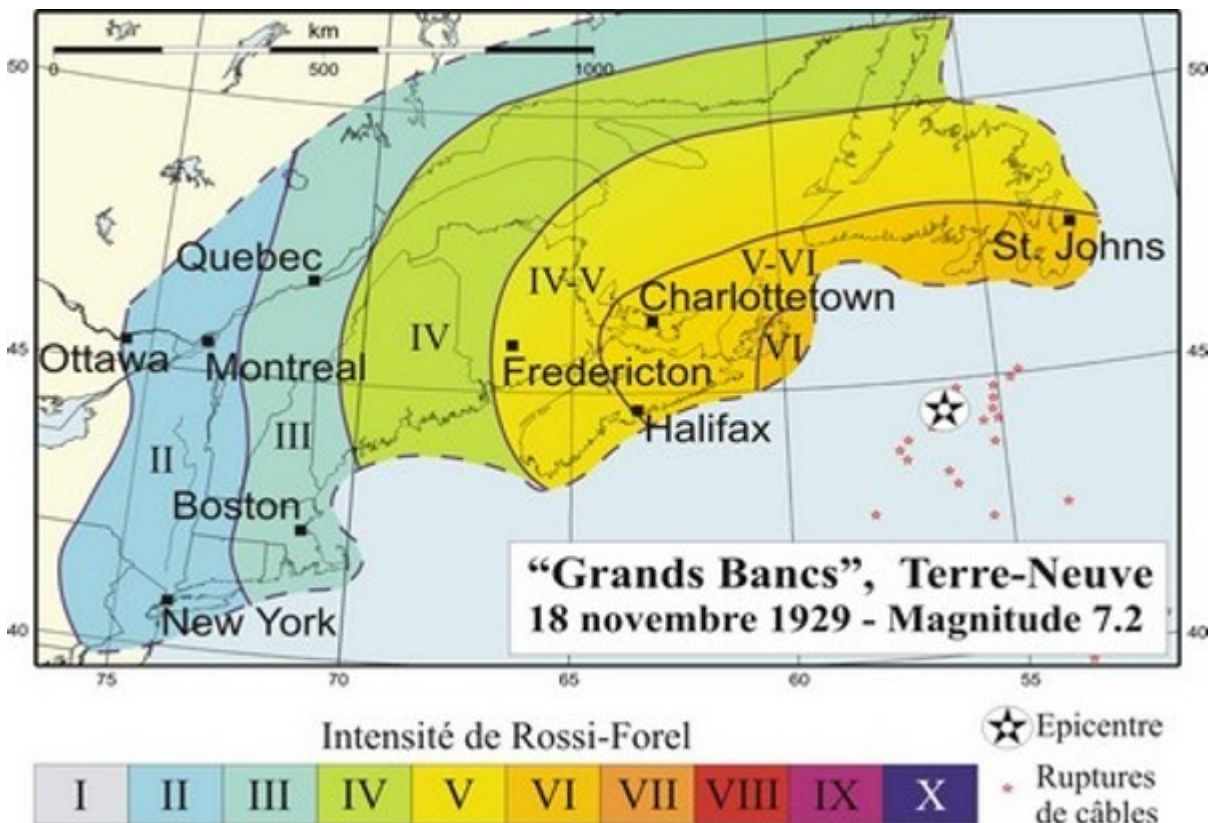 km
0 500 1000
50 50
Quebec
St. Johns
V-VI
IV-V
Charlottetown
IV
VI
45 45
Ottawa
Montreal
Fredericton
III
Halifax
II
Boston
“Grands Bancs”, Terre-Neuve
18 novembre 1929 - Magnitude 7.2
New York
40 40
75 70 65 60 55
Intensité de Rossi-Forel
I II III IV V VI VII VIII IX X
Epicentre
Ruptures
de câbles